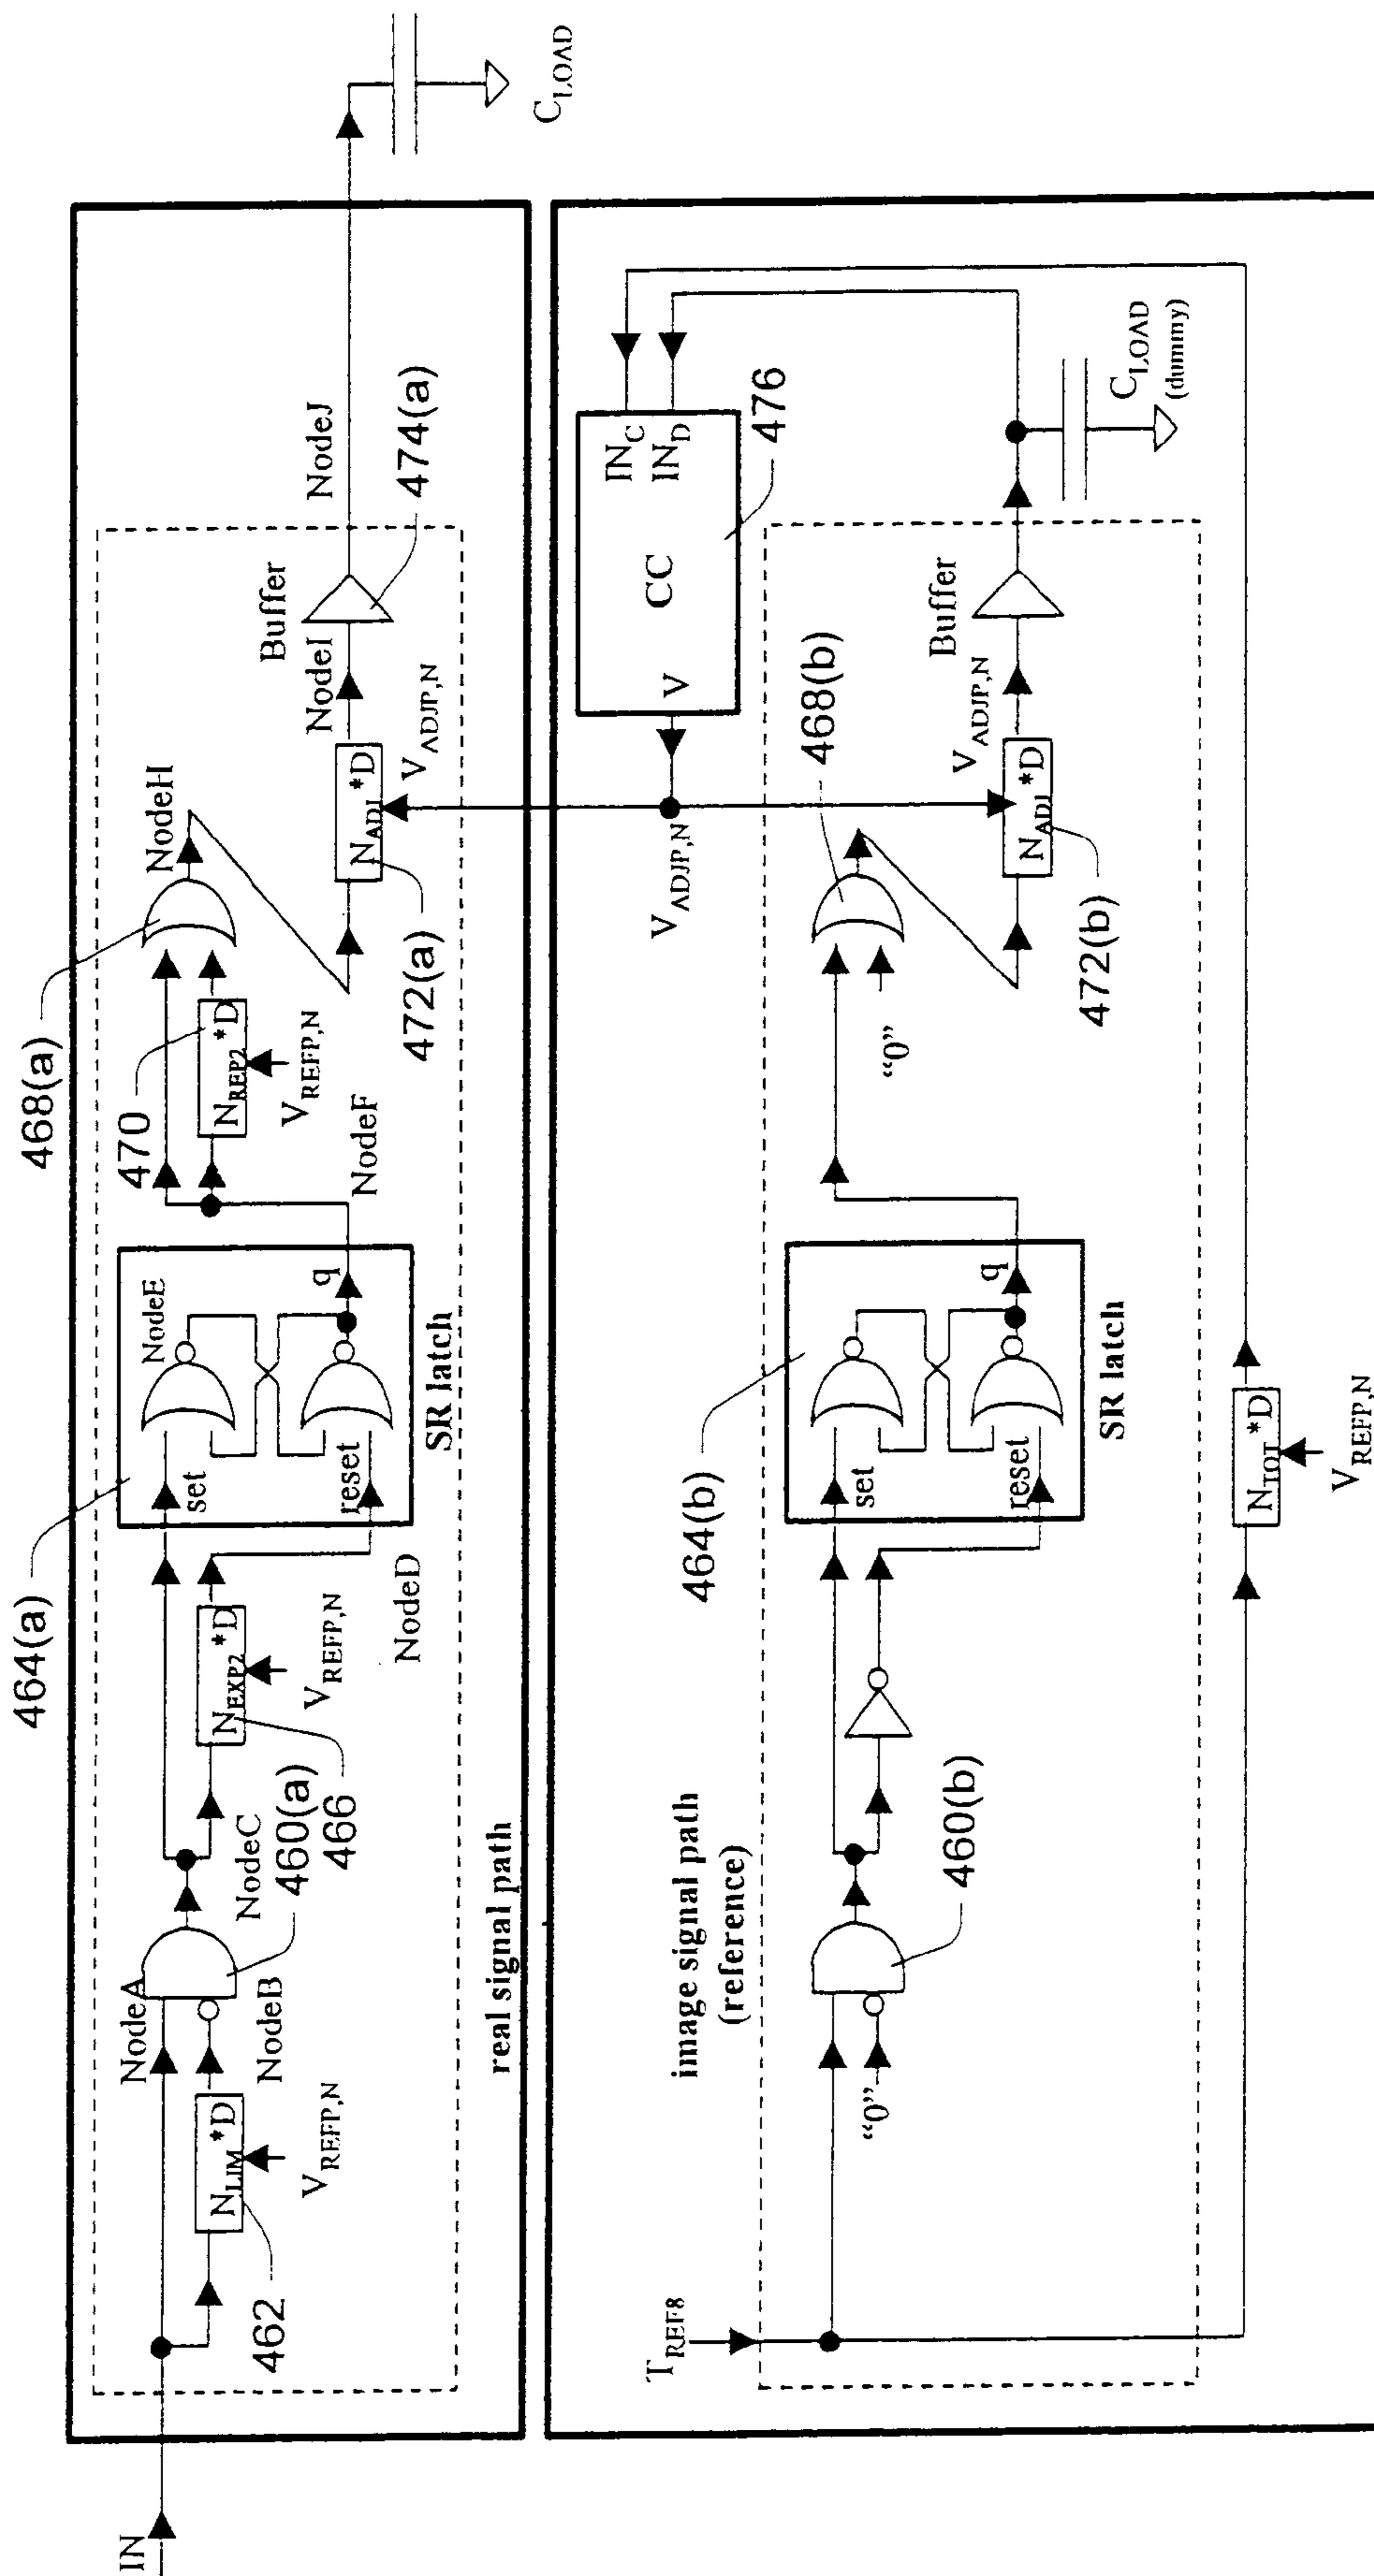 IN
462
N_LIM *D
V_REFP,N
NodeA
NodeB
NodeC
460(a)
466
N_EXP2 *D
V_REFP,N
NodeD
464(a)
set
reset
NodeE
q
SR latch
NodeF
470
N_REP2 *D
V_REFP,N
468(a)
NodeH
472(a)
N_ADJ *D
V_ADJP,N
NodeI
Buffer
474(a)
NodeJ
C_LOAD
real signal path
T_REF8
image signal path
(reference)
"0"
460(b)
464(b)
set
reset
q
SR latch
"0"
468(b)
V_ADJP,N
472(b)
N_ADJ *D
V_ADJP,N
Buffer
V
CC
IN_C
IN_D
476
C_LOAD
(dummy)
N_TOT *D
V_REFP,N